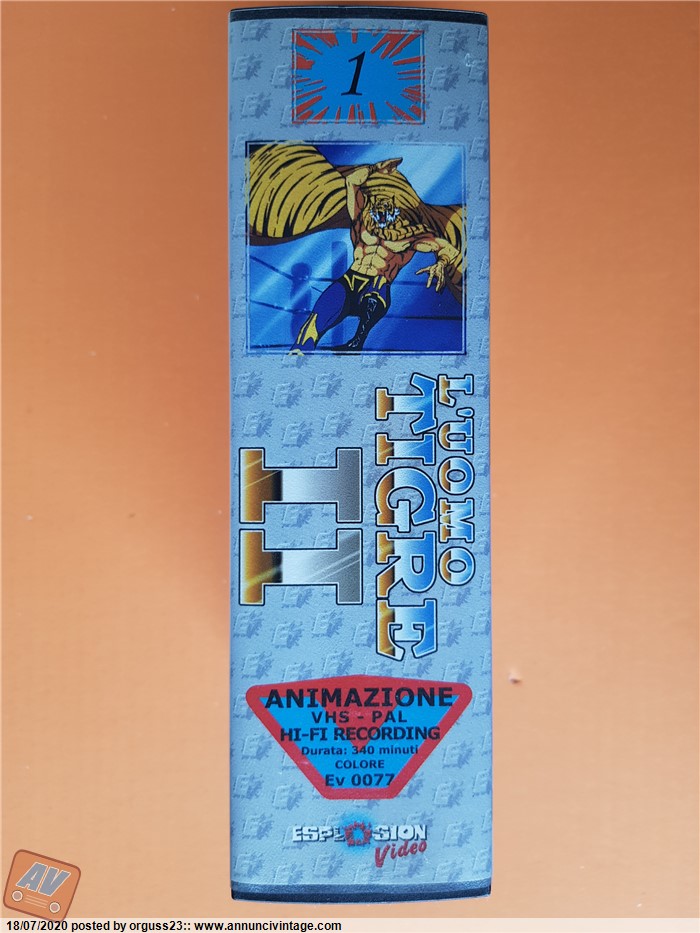 1
L'UOMO
TIGRE
II
ANIMAZIONE
VHS - PAL
HI-FI RECORDING
Durata: 340 minuti
COLORE
Ev 0077
ESPLOSION
Video
AV
18/07/2020 posted by orguss23:: www.annuncivintage.com